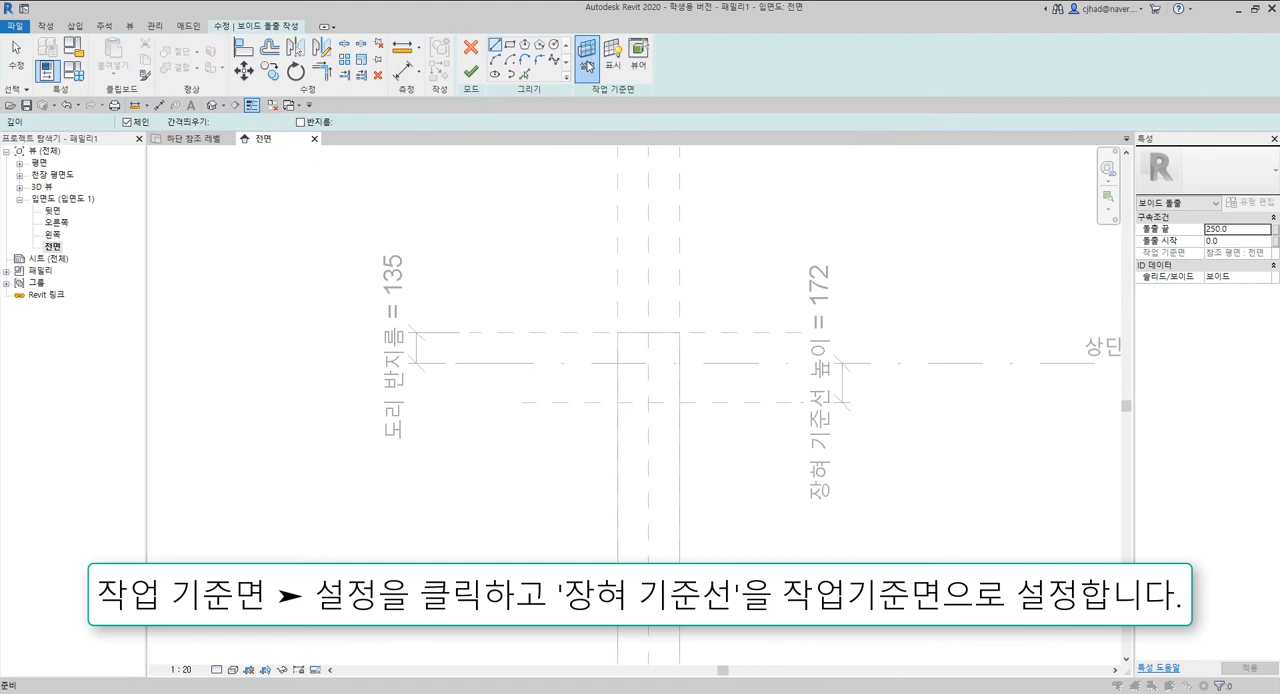 Autodesk Revit 2020 - 학생용 버전 - 패밀리1 - 입면도: 전면
cjhad@naver....
파일 작성 삽입 주석 뷰 관리 애드인 수정 | 보이드 돌출 작성
수정 붙여넣기 절단 결합 설정 표시 뷰어
선택 특성 클립보드 형상 수정 측정 작성 모드 그리기 작업 기준면
깊이 체인 간격띄우기: 반지름:
프로젝트 탐색기 - 패밀리1
하단 참조 레벨
전면
특성
뷰 (전체)
평면
천장 평면도
3D 뷰
입면도 (입면도 1)
뒷면
오른쪽
왼쪽
전면
시트 (전체)
패밀리
그룹
Revit 링크
도리 반지름 = 135
장혀 기준선 높이 = 172
상단
보이드 돌출 유형 편집
구속조건
돌출 끝 250.0
돌출 시작 0.0
작업 기준면 참조 평면 : 전면
ID 데이터
솔리드/보이드 보이드
작업 기준면 ➤ 설정을 클릭하고 '장혀 기준선'을 작업기준면으로 설정합니다.
1 : 20
특성 도움말 적용
준비
:0